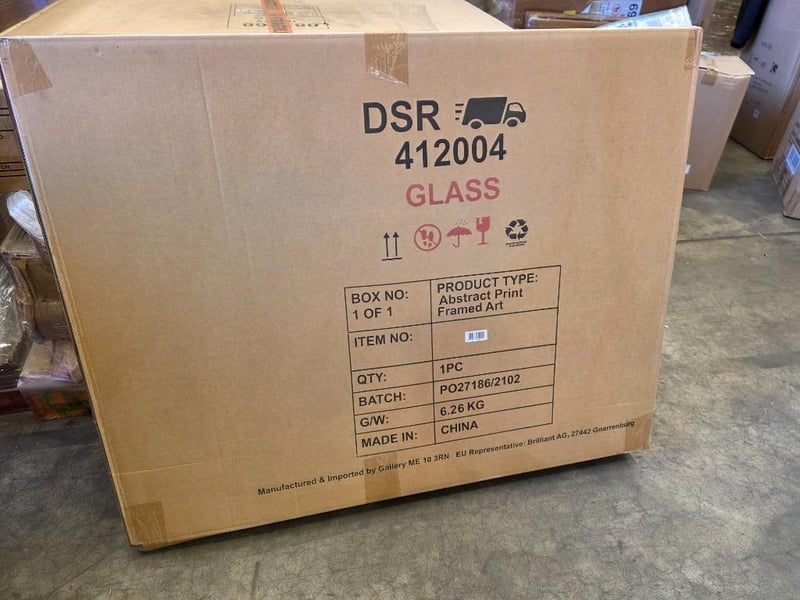 DSR
412004
GLASS
BOX NO:
1 OF 1
PRODUCT TYPE:
Abstract Print
Framed Art
ITEM NO:
QTY:
1PC
BATCH:
PO27186/2102
G/W:
6.26 KG
MADE IN:
CHINA
Manufactured & Imported by Gallery ME 10 3RN EU Representative: Brilliant AG, 27442 Gnarrenburg